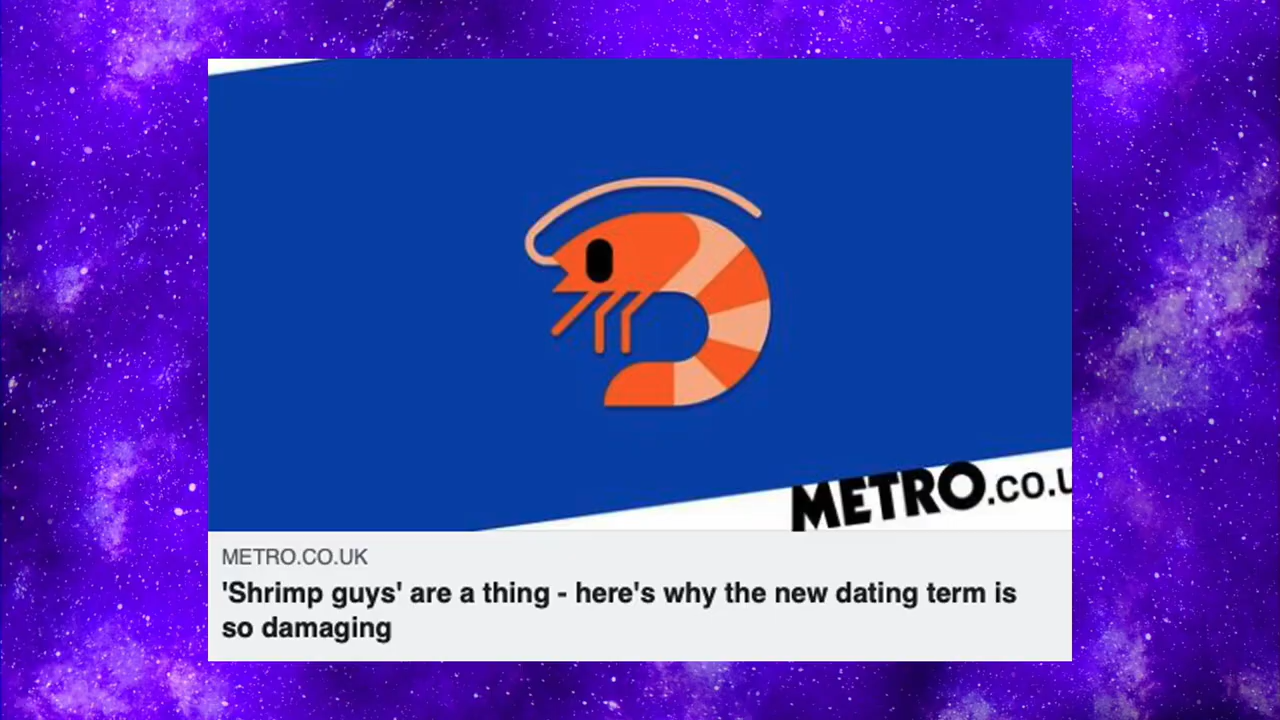 METRO.co.u
METRO.CO.UK
'Shrimp guys' are a thing - here's why the new dating term is
so damaging